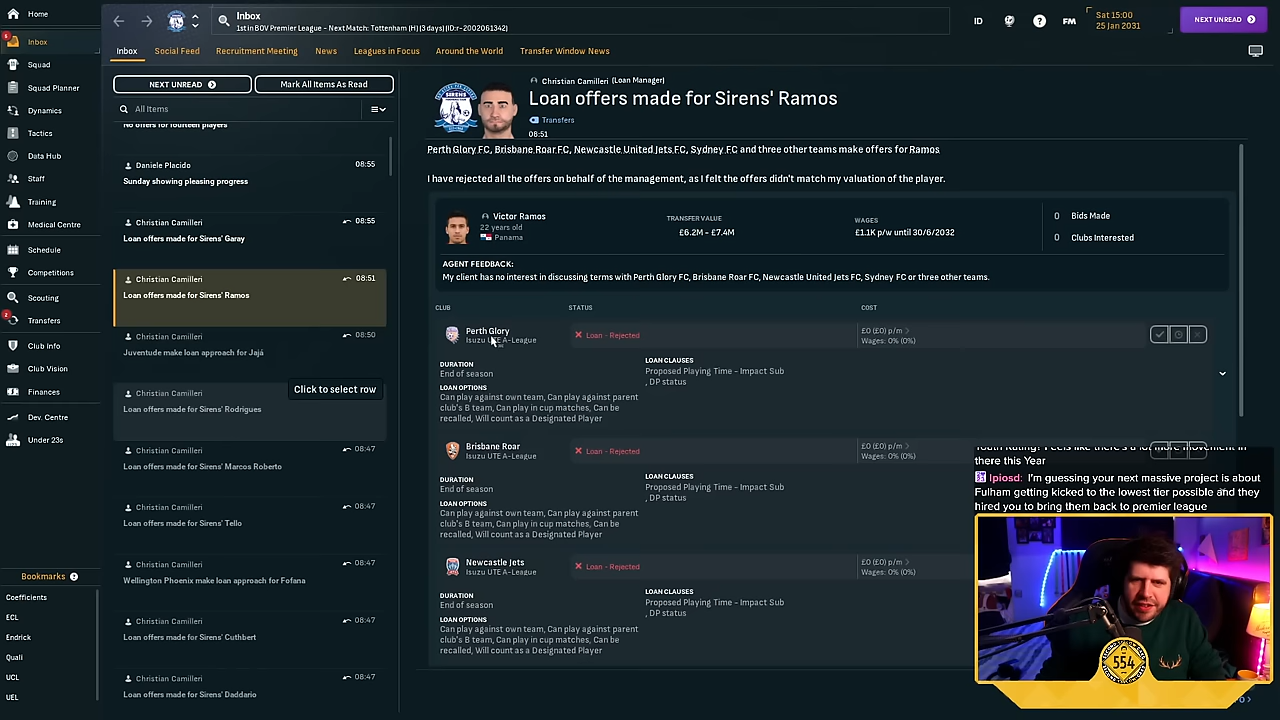 Home
Inbox
Squad
Squad Planner
Dynamics
Tactics
Data Hub
Staff
Training
Medical Centre
Schedule
Competitions
Scouting
Transfers
Club Info
Club Vision
Finances
Dev. Centre
Under 23s
Bookmarks
Coefficients
ECL
Endrick
Quali
UCL
UEL
Inbox
1st in BOV Premier League - Next Match: Tottenham (H) (3 days) (ID:r-2002061342)
ID
FM
Sat 15:00
25 Jan 2031
NEXT UNREAD
Inbox
Social Feed
Recruitment Meeting
News
Leagues in Focus
Around the World
Transfer Window News
NEXT UNREAD
Mark All Items As Read
All Items
No offers for fourteen players
Daniele Placido 08:55
Sunday showing pleasing progress
Christian Camilleri 08:55
Loan offers made for Sirens' Garay
Christian Camilleri 08:51
Loan offers made for Sirens' Ramos
Christian Camilleri 08:50
Juventude make loan approach for Jajá
Click to select row
Christian Camilleri
Loan offers made for Sirens' Rodrigues
Christian Camilleri 08:47
Loan offers made for Sirens' Marcos Roberto
Christian Camilleri 08:47
Loan offers made for Sirens' Tello
Christian Camilleri 08:47
Wellington Phoenix make loan approach for Fofana
Christian Camilleri 08:47
Loan offers made for Sirens' Cuthbert
Christian Camilleri 08:47
Loan offers made for Sirens' Daddario
SIRENS
Christian Camilleri (Loan Manager)
Loan offers made for Sirens' Ramos
Transfers
08:51
Perth Glory FC, Brisbane Roar FC, Newcastle United Jets FC, Sydney FC and three other teams make offers for Ramos
I have rejected all the offers on behalf of the management, as I felt the offers didn't match my valuation of the player.
Victor Ramos
22 years old
Panama
TRANSFER VALUE
£6.2M - £7.4M
WAGES
£1.1K p/w until 30/6/2032
0 Bids Made
0 Clubs Interested
AGENT FEEDBACK:
My client has no interest in discussing terms with Perth Glory FC, Brisbane Roar FC, Newcastle United Jets FC, Sydney FC or three other teams.
CLUB STATUS COST
Perth Glory
Isuzu UTE A-League
Loan - Rejected
£0 (£0) p/m
Wages: 0% (0%)
DURATION
End of season
LOAN OPTIONS
Can play against own team, Can play against parent
club's B team, Can play in cup matches, Can be
recalled, Will count as a Designated Player
LOAN CLAUSES
Proposed Playing Time - Impact Sub
, DP status
Brisbane Roar
Isuzu UTE A-League
Loan - Rejected
£0 (£0) p/m
Wages: 0% (0%)
DURATION
End of season
LOAN OPTIONS
Can play against own team, Can play against parent
club's B team, Can play in cup matches, Can be
recalled, Will count as a Designated Player
LOAN CLAUSES
Proposed Playing Time - Impact Sub
, DP status
Newcastle Jets
Isuzu UTE A-League
Loan - Rejected
£0 (£0) p/m
Wages: 0% (0%)
DURATION
End of season
LOAN OPTIONS
Can play against own team, Can play against parent
club's B team, Can play in cup matches, Can be
recalled, Will count as a Designated Player
LOAN CLAUSES
Proposed Playing Time - Impact Sub
, DP status
Youth Rating? Feels like there's a lot more movement in
there this Year
lpiosd: I'm guessing your next massive project is about
Fulham getting kicked to the lowest tier possible and they
hired you to bring them back to premier league
554